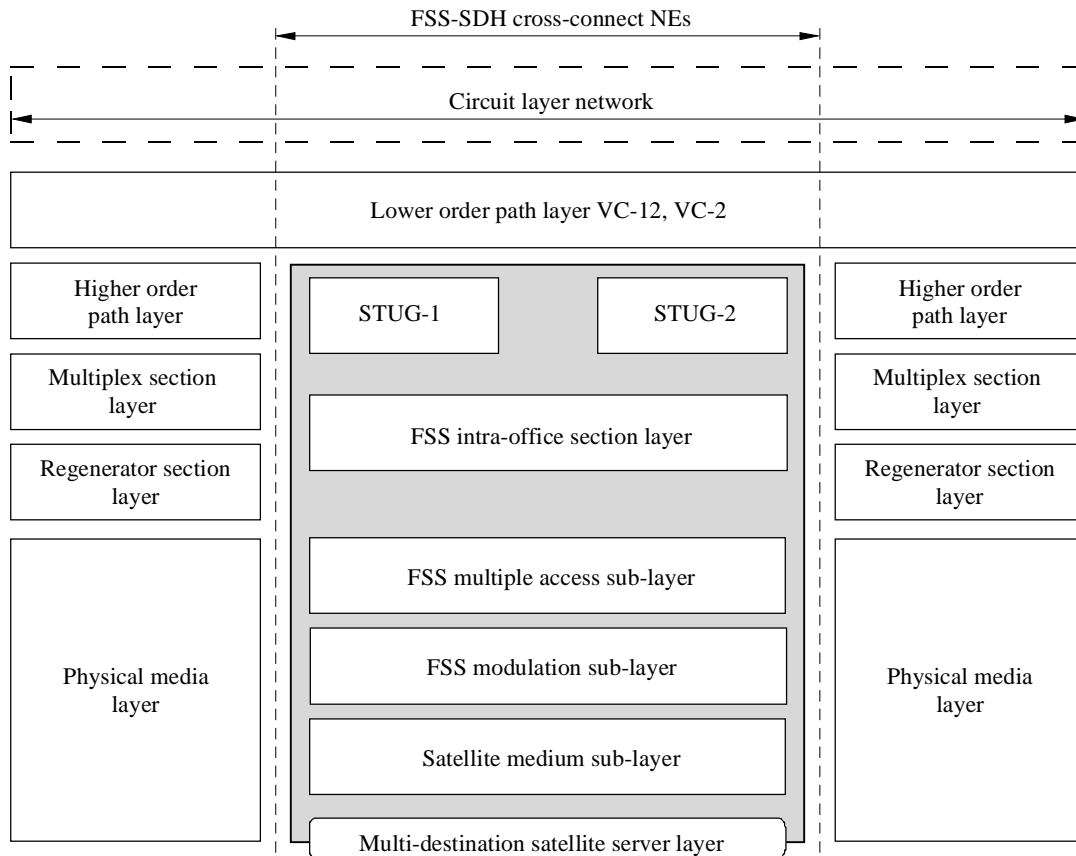 FSS-SDH cross-connect NEs
Circuit layer network
Lower order path layer VC-12, VC-2
Higher order
path layer
STUG-1
STUG-2
Higher order
path layer
Multiplex section
layer
FSS intra-office section layer
Multiplex section
layer
Regenerator section
layer
Regenerator section
layer
Physical media
layer
FSS multiple access sub-layer
FSS modulation sub-layer
Satellite medium sub-layer
Multi-destination satellite server layer
Physical media
layer